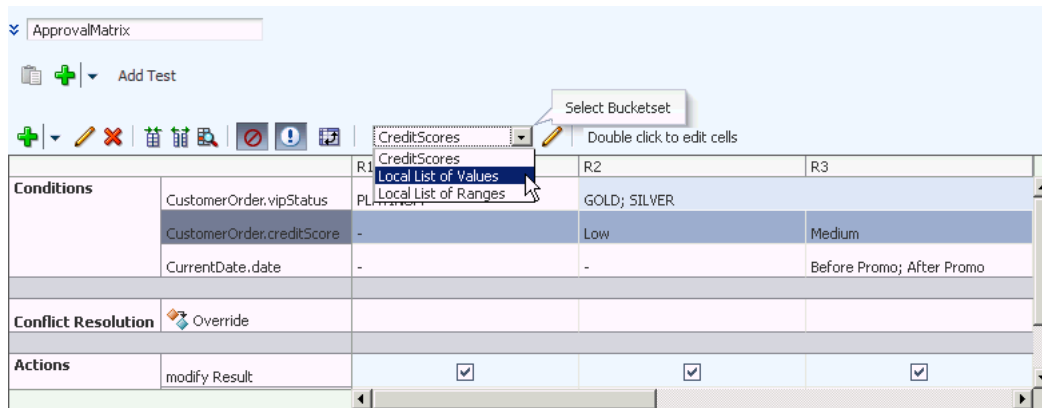 ApprovalMatrix
Add Test
Select Bucketset
CreditScores
Double click to edit cells
CreditScores
Local List of Values
Local List of Ranges
R2
R3
Conditions
CustomerOrder.vipStatus
GOLD; SILVER
CustomerOrder.creditScore
-
Low
Medium
CurrentDate.date
-
-
Before Promo; After Promo
Conflict Resolution
Override
Actions
modify Result